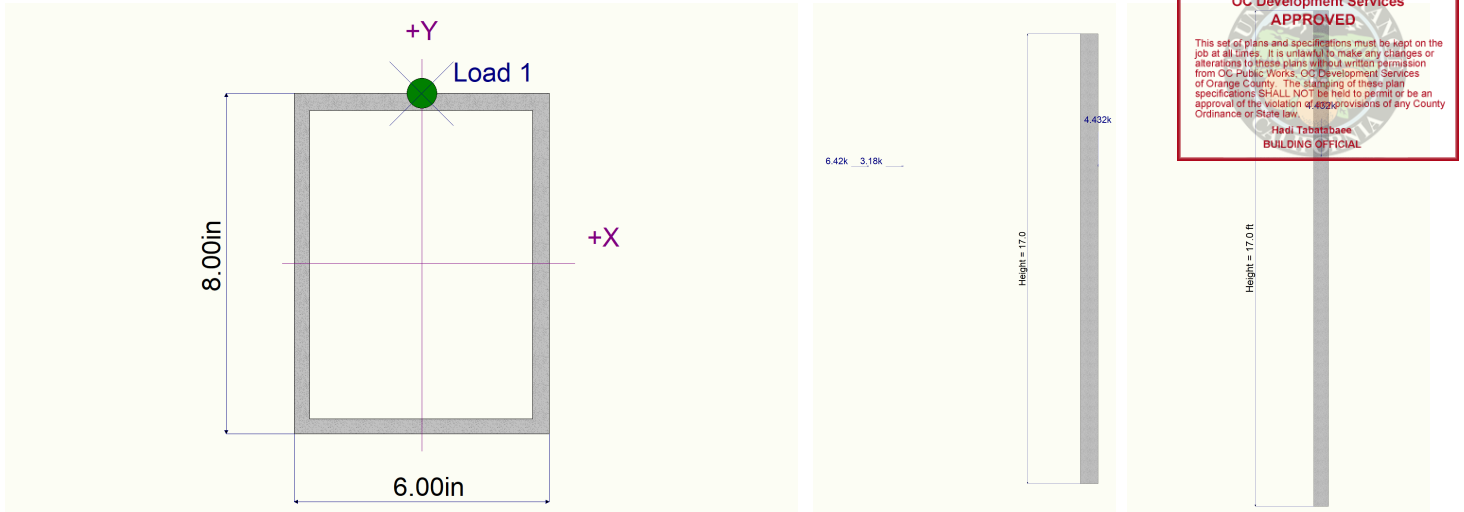 +Y
Load 1
8.00in
+X
6.00in
4.432k
6.42k 3.18k
Height = 17.0
OC Development Services
APPROVED
This set of plans and specifications must be kept on the
job at all times. It is unlawful to make any changes or
alterations to these plans without written permission
from OC Public Works, OC Development Services
of Orange County. The stamping of these plan
specifications SHALL NOT be held to permit or be an
approval of the violation of any provisions of any County
Ordinance or State law.
4.432k
Hadi Tabatabaee
BUILDING OFFICIAL
CALIFORNIA
Height = 17.0 ft